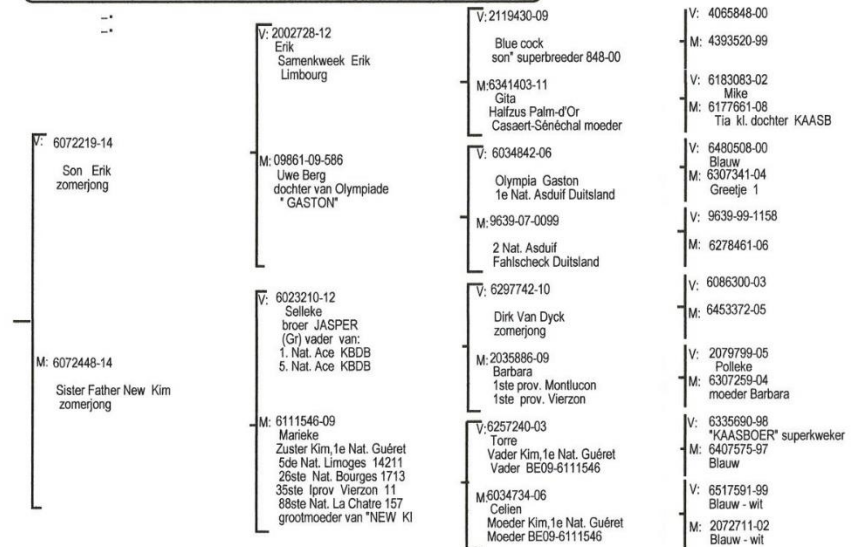 V: 6072219-14
Son Erik
zomerjong
M: 6072448-14
Sister Father New Kim
zomerjong
V: 2002728-12
Erik
Samenkweek Erik
Limbourg
M: 09861-09-586
Uwe Berg
dochter van Olympiade
" GASTON"
V: 6023210-12
Selleke
broer JASPER
(Gr) vader van:
1. Nat. Ace KBDB
5. Nat. Ace KBDB
M: 6111546-09
Marieke
Zuster Kim,1e Nat. Guéret
5de Nat. Limoges 14211
26ste Nat. Bourges 1713
35ste Iprov Vierzon 11
88ste Nat. La Chatre 157
grootmoeder van "NEW KI
V:2119430-09
Blue cock
son" superbreeder 848-00
M:6341403-11
Gita
Halfzus Palm-d'Or
Casaert-Sénéchal moeder
V: 6034842-06
Olympia Gaston
1e Nat. Asduif Duitsland
M:9639-07-0099
2 Nat. Asduif
Fahlscheck Duitsland
V: 6297742-10
Dirk Van Dyck
zomerjong
M:2035886-09
Barbara
1ste prov. Montlucon
1ste prov. Vierzon
V:6257240-03
Torre
Vader Kim,1e Nat. Guéret
Vader BE09-6111546
M:6034734-06
Celien
Moeder Kim,1e Nat. Guéret
Moeder BE09-6111546
V: 4065848-00
M: 4393520-99
V: 6183083-02
Mike
M: 6177661-08
Tia kl. dochter KAASB
V: 6480508-00
Blauw
M: 6307341-04
Greetje 1
V: 9639-99-1158
M: 6278461-06
V: 6086300-03
M: 6453372-05
V: 2079799-05
Polleke
M: 6307259-04
moeder Barbara
V: 6335690-98
"KAASBOER" superkweker
M: 6407575-97
Blauw
V: 6517591-99
Blauw - wit
M: 2072711-02
Blauw - wit